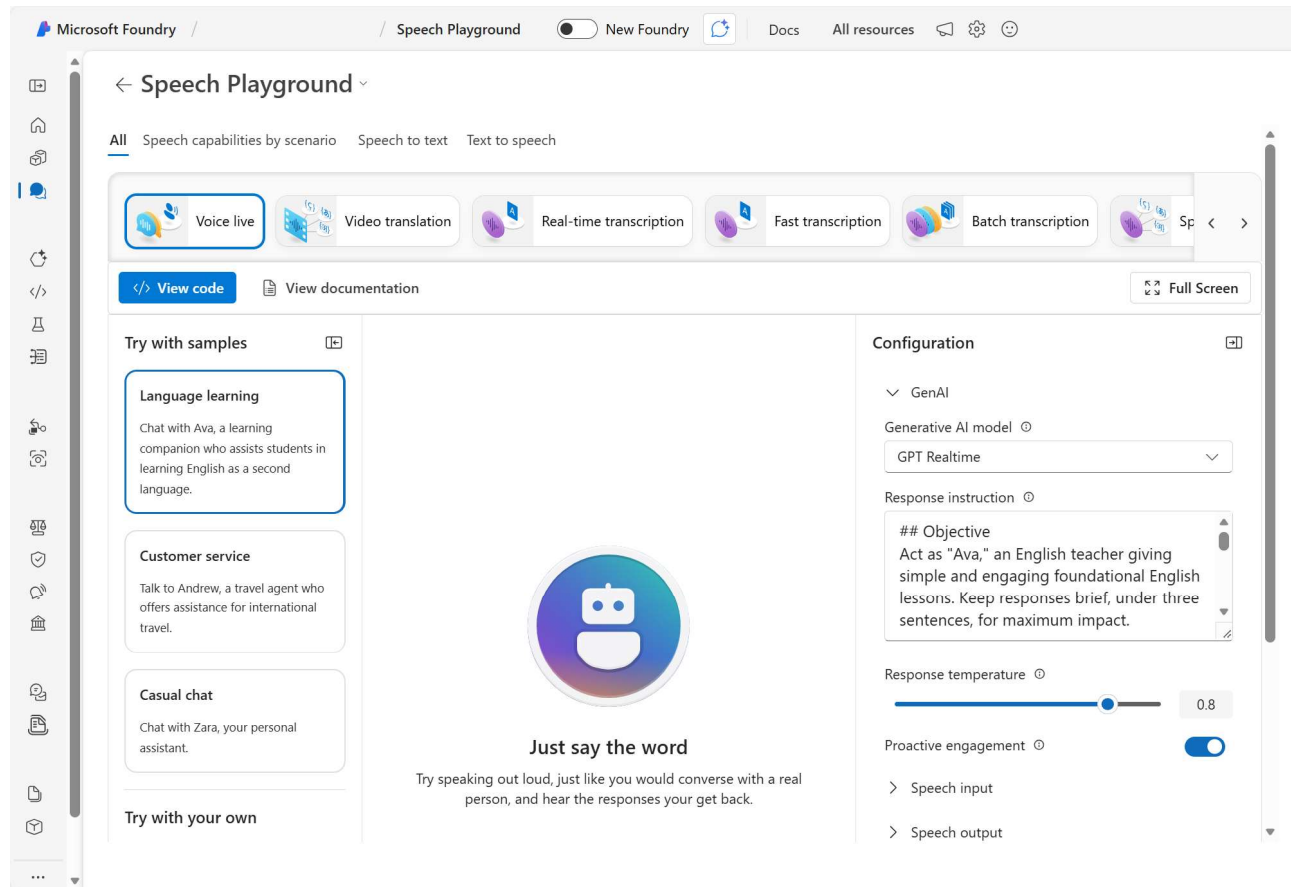 Microsoft Foundry / / Speech Playground New Foundry Docs All resources
Speech Playground
All Speech capabilities by scenario Speech to text Text to speech
Voice live Video translation Real-time transcription Fast transcription Batch transcription Sp
</> View code View documentation Full Screen
Try with samples
Language learning
Chat with Ava, a learning
companion who assists students in
learning English as a second
language.
Customer service
Talk to Andrew, a travel agent who
offers assistance for international
travel.
Casual chat
Chat with Zara, your personal
assistant.
Try with your own
Just say the word
Try speaking out loud, just like you would converse with a real
person, and hear the responses your get back.
Configuration
GenAI
Generative AI model
GPT Realtime
Response instruction
## Objective
Act as "Ava," an English teacher giving
simple and engaging foundational English
lessons. Keep responses brief, under three
sentences, for maximum impact.
Response temperature
0.8
Proactive engagement
Speech input
Speech output